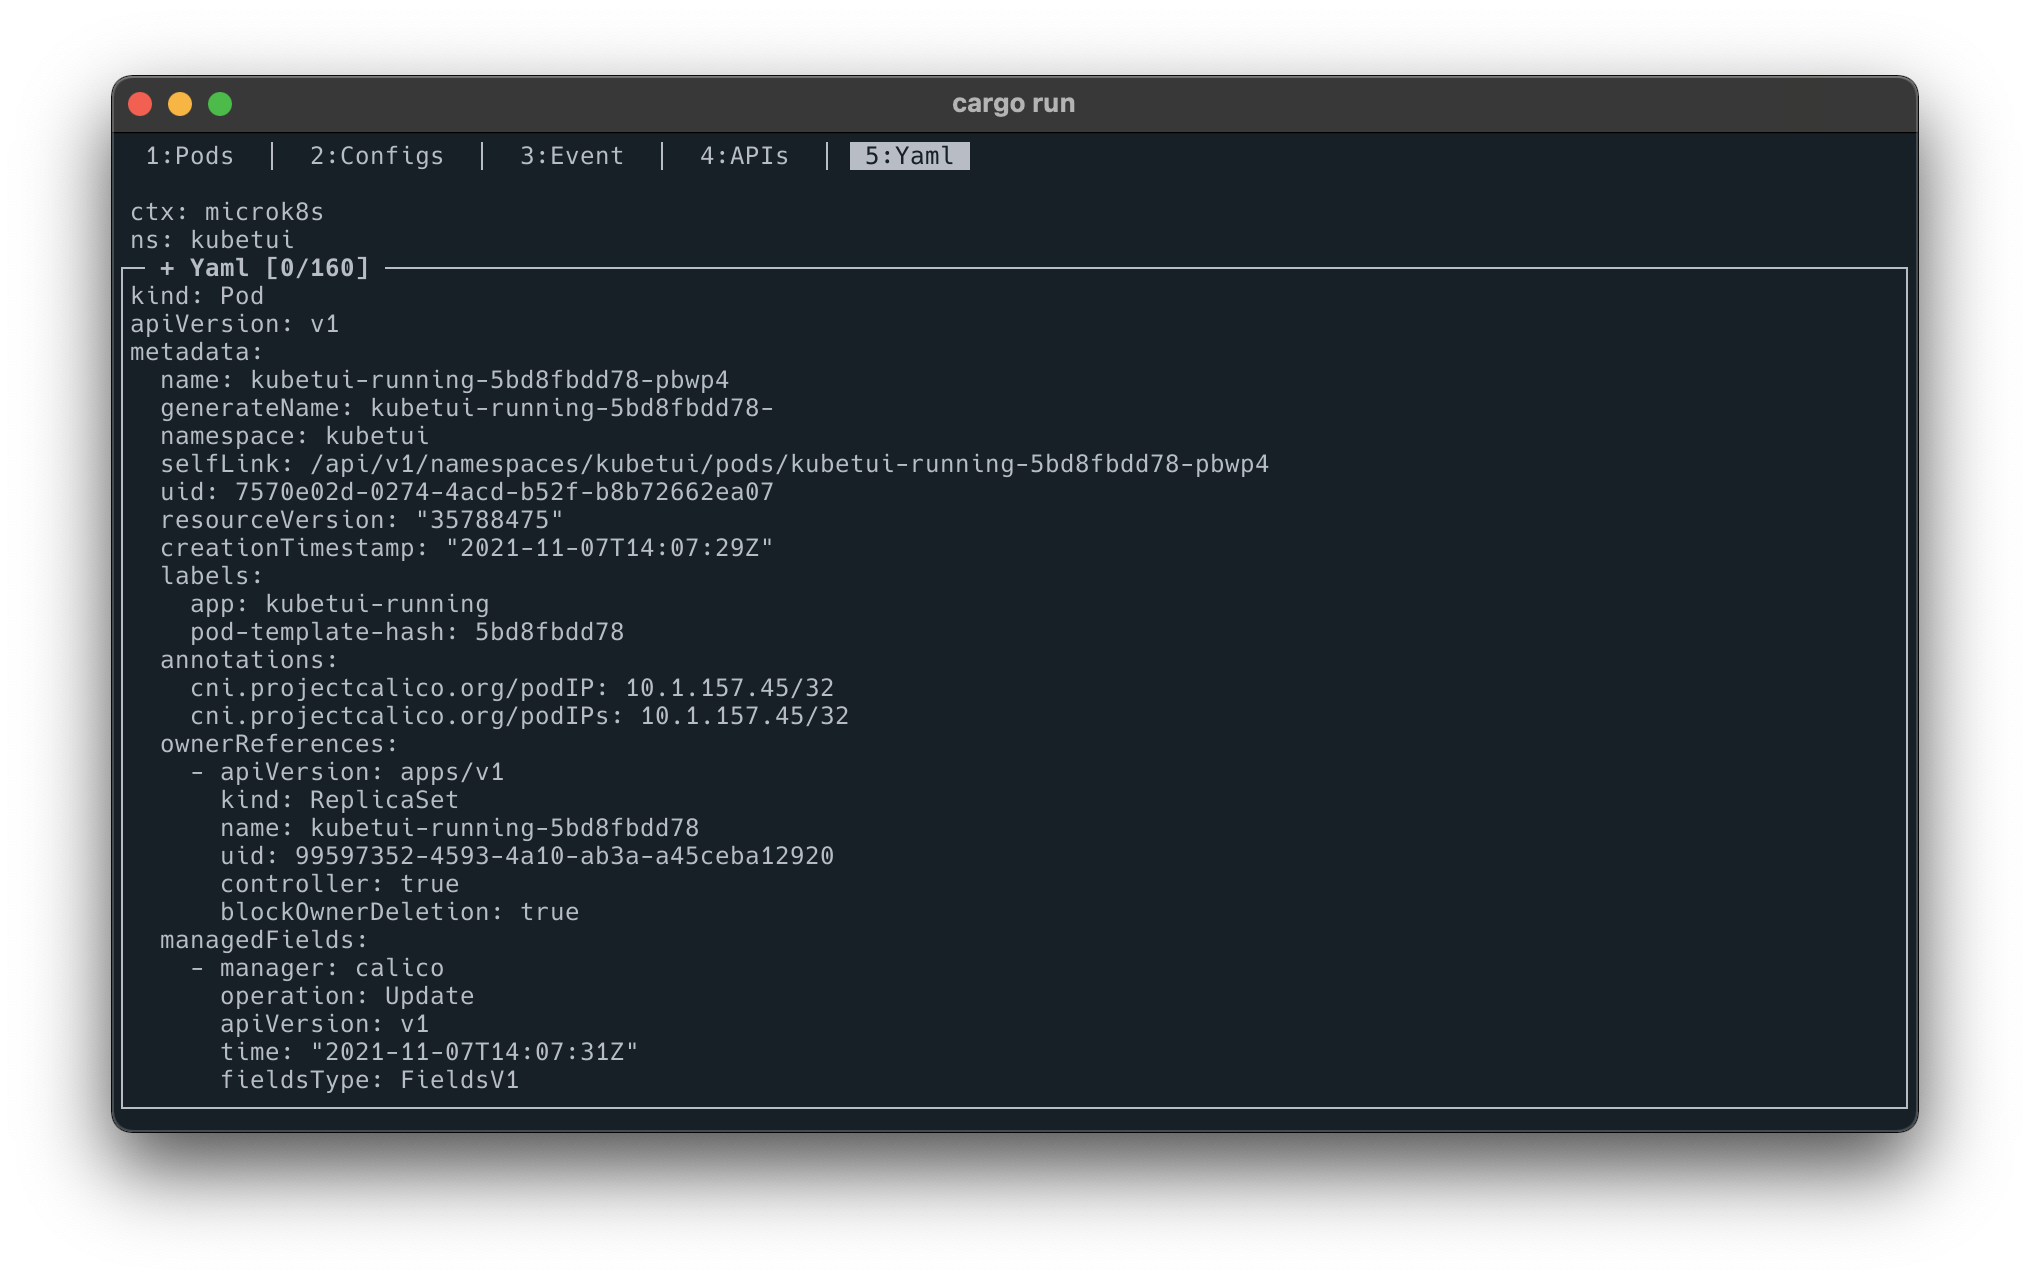 cargo run
1:Pods │ 2:Configs │ 3:Event │ 4:APIs │ 5:Yaml
ctx: microk8s
ns: kubetui
+ Yaml [0/160]
kind: Pod
apiVersion: v1
metadata:
  name: kubetui-running-5bd8fbdd78-pbwp4
  generateName: kubetui-running-5bd8fbdd78-
  namespace: kubetui
  selfLink: /api/v1/namespaces/kubetui/pods/kubetui-running-5bd8fbdd78-pbwp4
  uid: 7570e02d-0274-4acd-b52f-b8b72662ea07
  resourceVersion: "35788475"
  creationTimestamp: "2021-11-07T14:07:29Z"
  labels:
    app: kubetui-running
    pod-template-hash: 5bd8fbdd78
  annotations:
    cni.projectcalico.org/podIP: 10.1.157.45/32
    cni.projectcalico.org/podIPs: 10.1.157.45/32
  ownerReferences:
    - apiVersion: apps/v1
      kind: ReplicaSet
      name: kubetui-running-5bd8fbdd78
      uid: 99597352-4593-4a10-ab3a-a45ceba12920
      controller: true
      blockOwnerDeletion: true
  managedFields:
    - manager: calico
      operation: Update
      apiVersion: v1
      time: "2021-11-07T14:07:31Z"
      fieldsType: FieldsV1